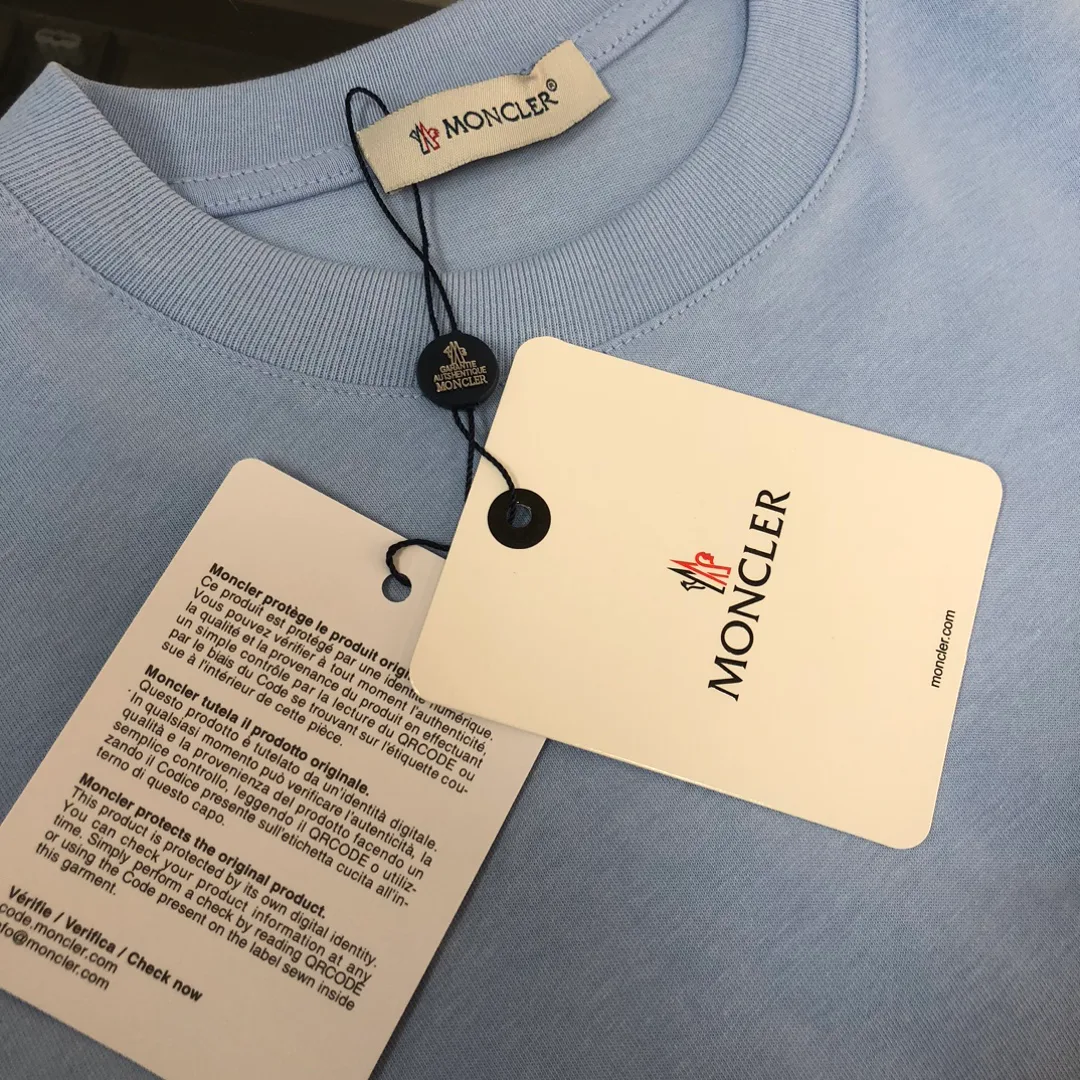 MONCLER®
GARANTIE
AUTSHENTIQUE
MONCLER
MONCLER
moncler.com
Moncler protège le produit orig
Ce produit est protégé par une identité numérique.
Vous pouvez vérifier à tout moment l'authenticité,
la qualité et la provenance du produit en effectuant
un simple contrôle par la lecture du QRCODE ou
par le biais du Code se trouvant sur l'étiquette cou-
sue à l'intérieur de cette pièce.
Moncler tutela il prodotto originale.
Questo prodotto è tutelato da un'identità digitale.
In qualsiasi momento può verificare l'autenticità, la
qualità e la provenienza del prodotto facendo un
semplice controllo, leggendo il QRCODE o utiliz-
zando il Codice presente sull'etichetta cucita all'in-
terno di questo capo.
Moncler protects the original product.
This product is protected by its own digital identity.
You can check your product information at any
time. Simply perform a check by reading QRCODE
or using the Code present on the label sewn inside
this garment.
Vérifie / Verifica / Check now
code.moncler.com
nfo@moncler.com